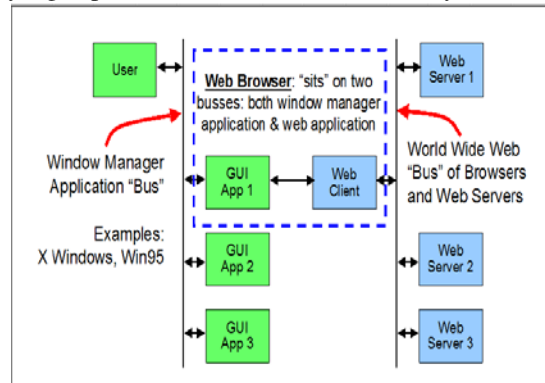 User
Web Browser: "sits" on two
busses: both window manager
application & web application
Web
Server 1
Window Manager
Application "Bus"
GUI
App 1
Web
Client
World Wide Web
"Bus" of Browsers
and Web Servers
Examples:
X Windows, Win95
GUI
App 2
Web
Server 2
GUI
App 3
Web
Server 3